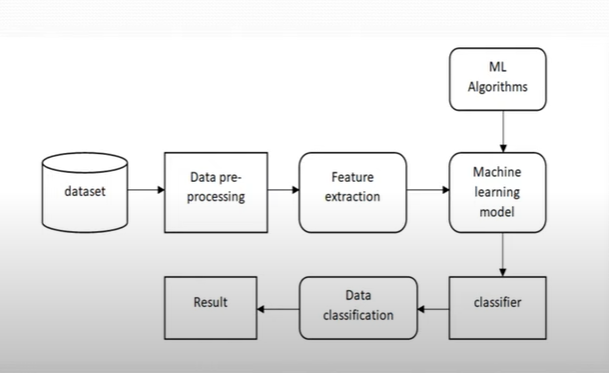 ML
Algorithms
dataset
Data pre-
processing
Feature
extraction
Machine
learning
model
Result
Data
classification
classifier